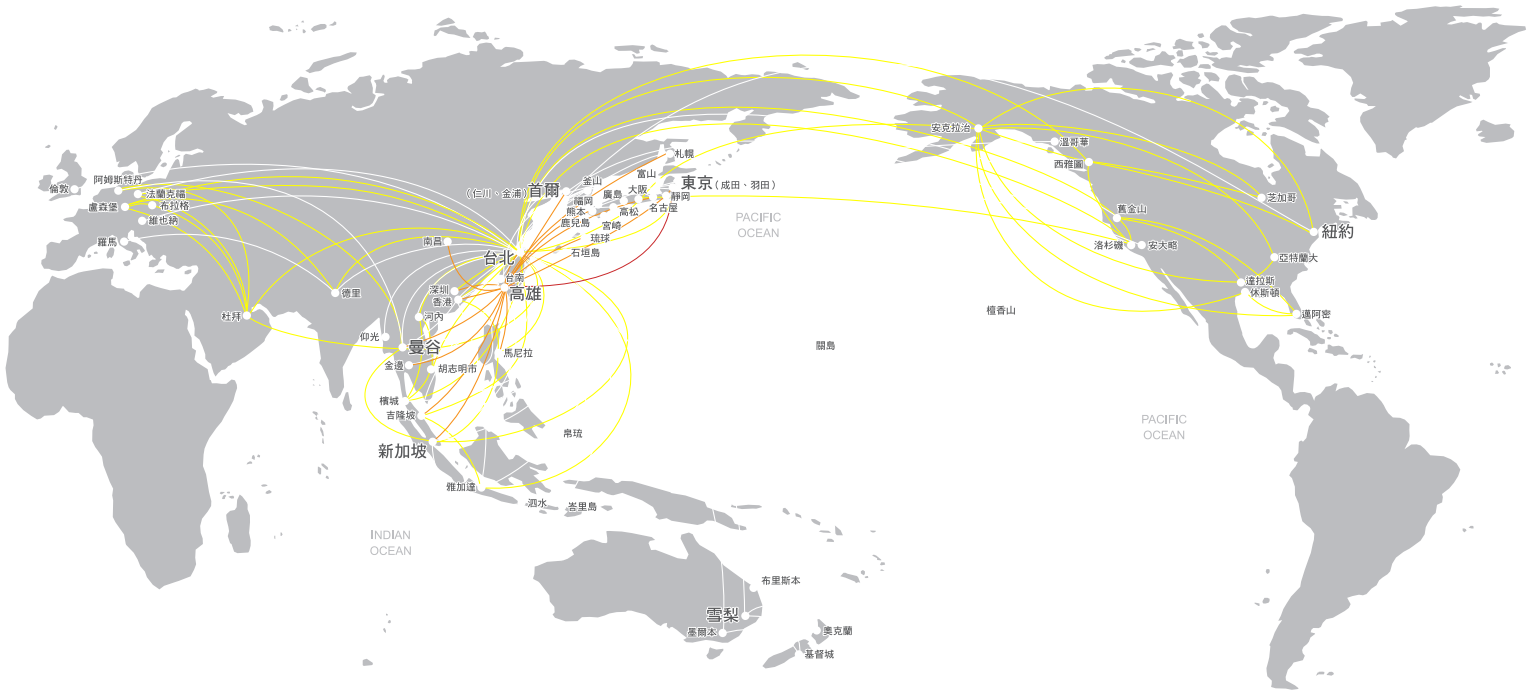 倫敦
阿姆斯特丹
法蘭克福
盧森堡
布拉格
維也納
羅馬
杜拜
德里
南昌
深圳
香港
河內
仰光
曼谷
金邊
胡志明市
檳城
吉隆坡
新加坡
雅加達
泗水
峇里島
馬尼拉
帛琉
台北
台南
高雄
(仁川、金浦)
首爾
釜山
福岡
熊本
鹿兒島
廣島
高松
宮崎
琉球
石垣島
大阪
富山
札幌
東京(成田、羽田)
靜岡
名古屋
PACIFIC
OCEAN
關島
檀香山
安克拉治
溫哥華
西雅圖
舊金山
洛杉磯
安大略
芝加哥
紐約
亞特蘭大
達拉斯
休斯頓
邁阿密
PACIFIC
OCEAN
INDIAN
OCEAN
布里斯本
雪梨
墨爾本
奧克蘭
基督城